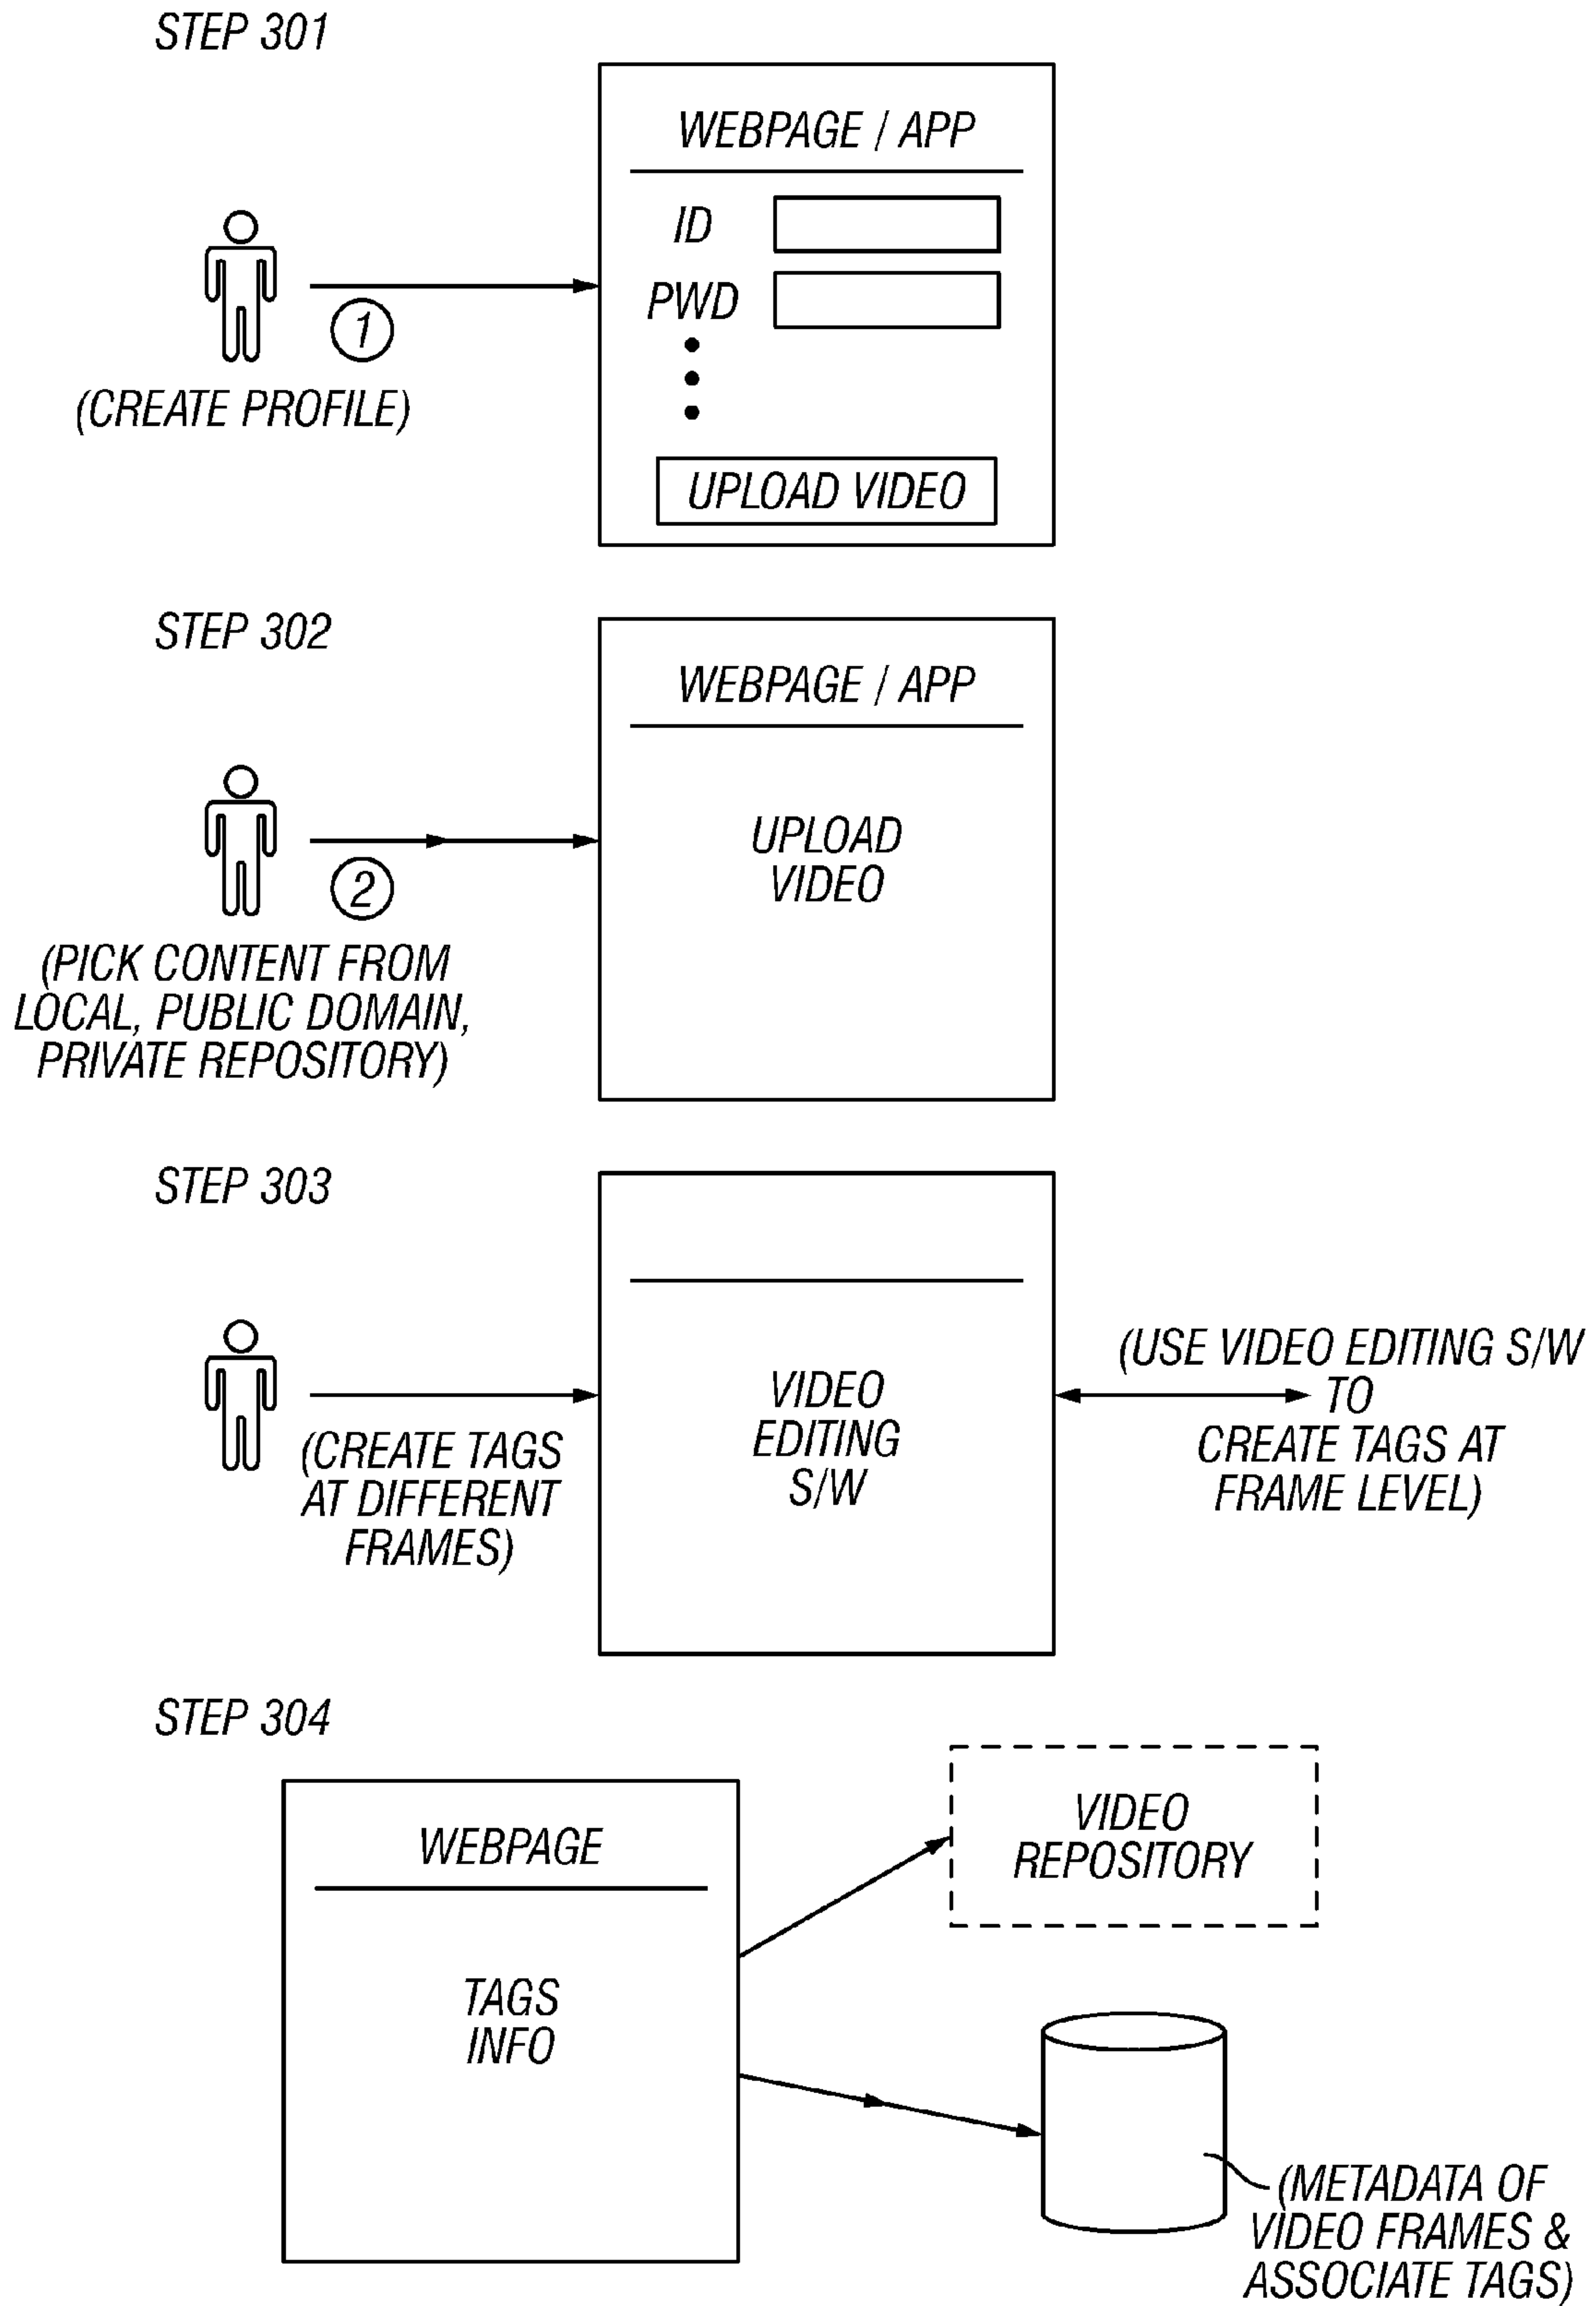 STEP 301
WEBPAGE / APP
ID
PWD
1
(CREATE PROFILE)
UPLOAD VIDEO
STEP 302
WEBPAGE / APP
UPLOAD
VIDEO
2
(PICK CONTENT FROM
LOCAL, PUBLIC DOMAIN,
PRIVATE REPOSITORY)
STEP 303
(CREATE TAGS
AT DIFFERENT
FRAMES)
VIDEO
EDITING
S/W
(USE VIDEO EDITING S/W
TO
CREATE TAGS AT
FRAME LEVEL)
STEP 304
WEBPAGE
TAGS
INFO
VIDEO
REPOSITORY
(METADATA OF
VIDEO FRAMES &
ASSOCIATE TAGS)